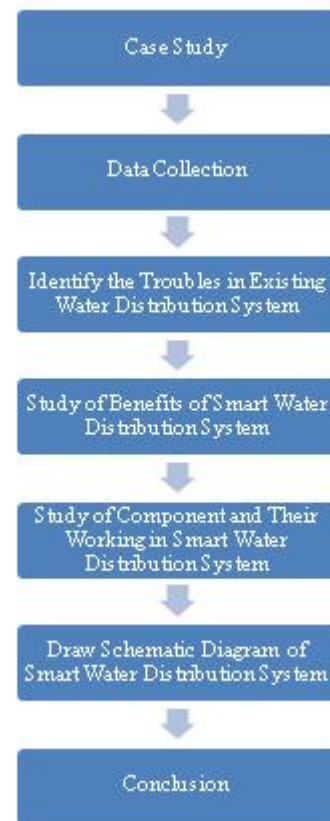 Case Study
Data Collection
Identify the Troubles in Existing
Water Distribution System
Study of Benefits of Smart Water
Distribution System
Study of Component and Their
Working in Smart Water
Distribution System
Draw Schematic Diagram of
Smart Water Distribution System
Conclusion